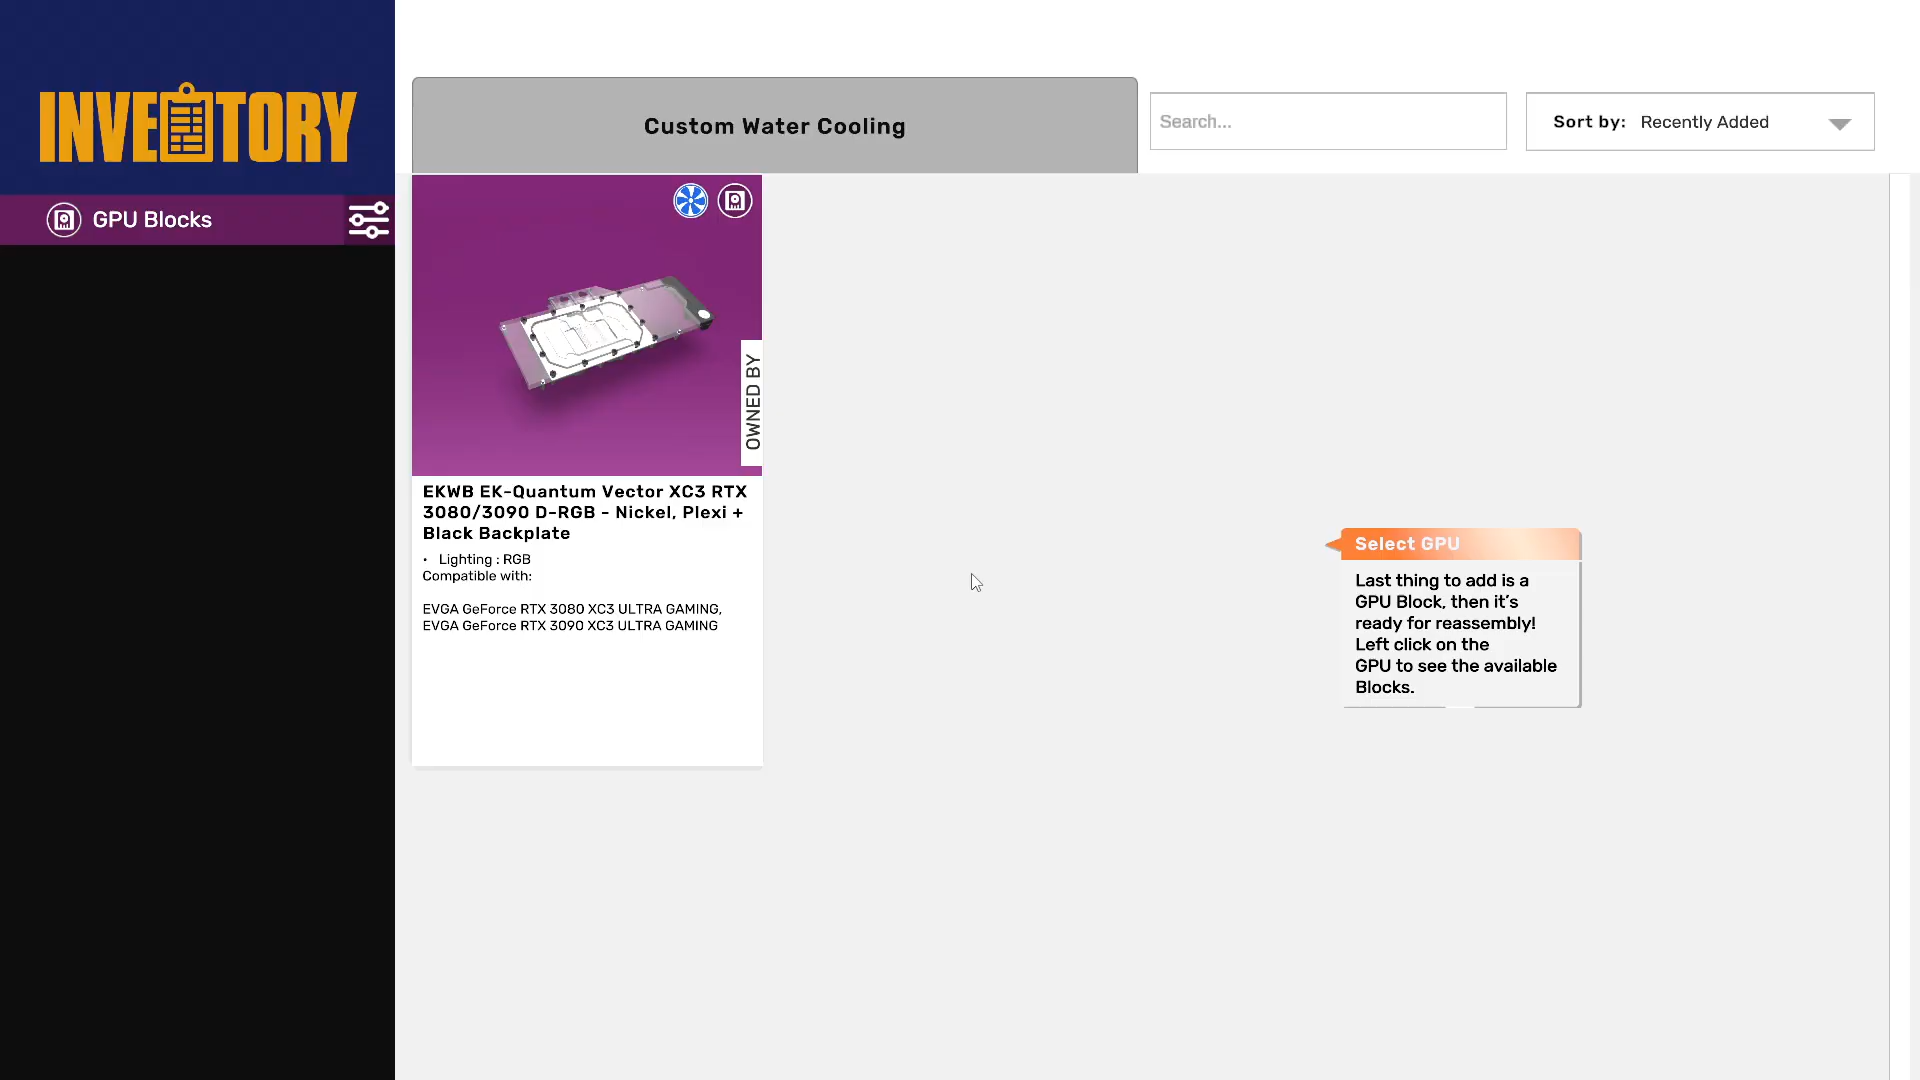 INVENTORY
GPU Blocks
Custom Water Cooling
Search...
Sort by: Recently Added
OWNED BY
EKWB EK-Quantum Vector XC3 RTX
3080/3090 D-RGB - Nickel, Plexi +
Black Backplate
• Lighting : RGB
Compatible with:
EVGA GeForce RTX 3080 XC3 ULTRA GAMING,
EVGA GeForce RTX 3090 XC3 ULTRA GAMING
Select GPU
Last thing to add is a
GPU Block, then it's
ready for reassembly!
Left click on the
GPU to see the available
Blocks.